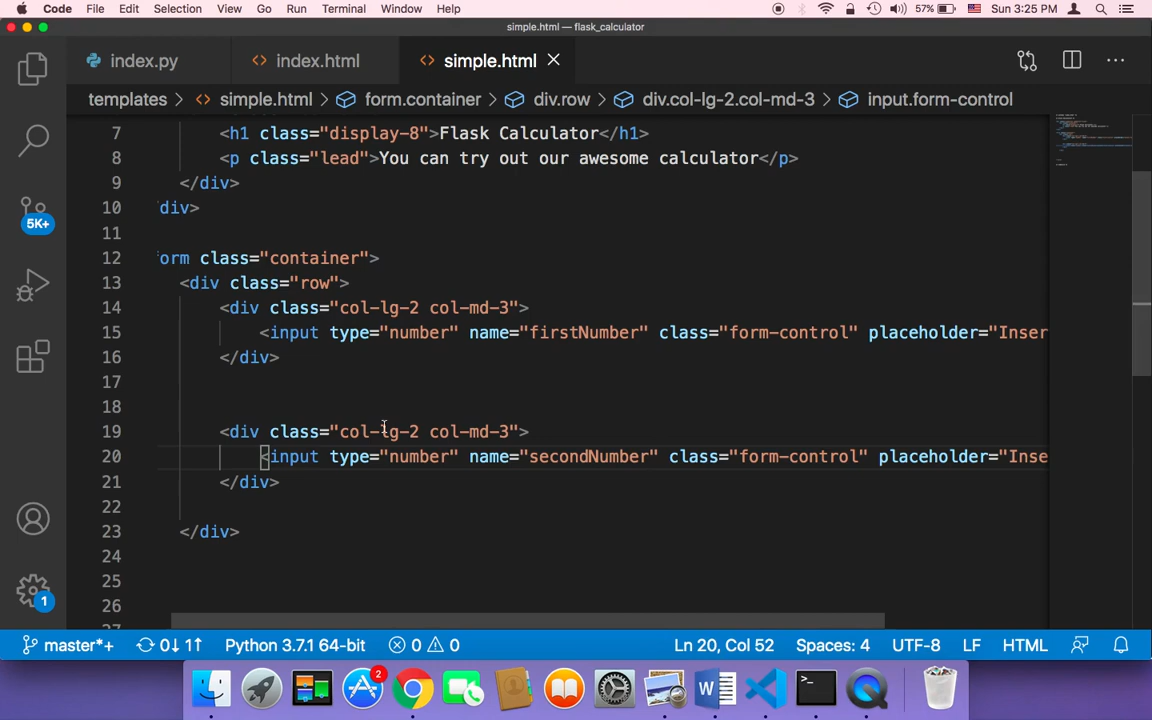 Code File Edit Selection View Go Run Terminal Window Help 57% Sun 3:25 PM
simple.html — flask_calculator
index.py index.html simple.html
templates > simple.html > form.container > div.row > div.col-lg-2.col-md-3 > input.form-control
7 <h1 class="display-8">Flask Calculator</h1>
8 <p class="lead">You can try out our awesome calculator</p>
9 </div>
10 div>
11
12 orm class="container">
13 <div class="row">
14 <div class="col-lg-2 col-md-3">
15 <input type="number" name="firstNumber" class="form-control" placeholder="Inser
16 </div>
17
18
19 <div class="col-lg-2 col-md-3">
20 <input type="number" name="secondNumber" class="form-control" placeholder="Inse
21 </div>
22
23 </div>
24
25
26
5K+
1
master*+ 0↓ 1↑ Python 3.7.1 64-bit 0 0 Ln 20, Col 52 Spaces: 4 UTF-8 LF HTML
2